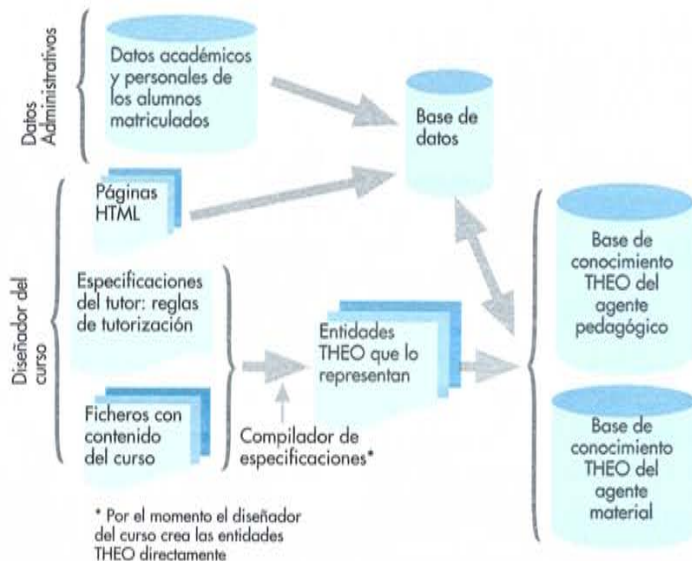 Datos
Administrativos
Datos académicos
y personales de
los alumnos
matriculados
Base de
datos
Diseñador del
curso
Páginas
HTML
Especificaciones
del tutor: reglas
de tutorización
Ficheros con
contenido
del curso
Compilador de
especificaciones*
Entidades
THEO que lo
representan
Base de
conocimiento
THEO del
agente
pedagógico
Base de
conocimiento
THEO del
agente
material
* Por el momento el diseñador
del curso crea las entidades
THEO directamente